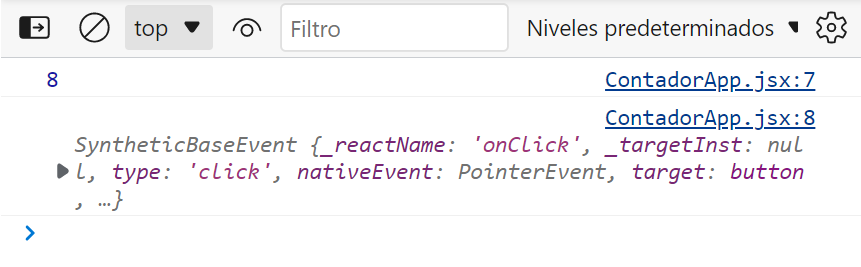 top Filtro Niveles predeterminados
8 ContadorApp.jsx:7
ContadorApp.jsx:8
SyntheticBaseEvent {_reactName: 'onClick', _targetInst: nul
l, type: 'click', nativeEvent: PointerEvent, target: button
, …}